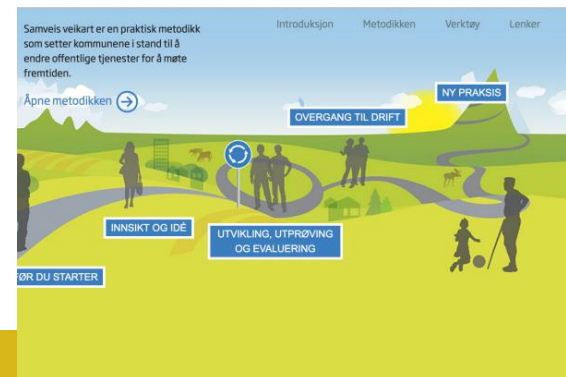 Samveis veikart er en praktisk metodikk
som setter kommunene i stand til å
endre offentlige tjenester for å møte
fremtiden.
Åpne metodikken
Introduksjon Metodikken Verktøy Lenker
NY PRAKSIS
OVERGANG TIL DRIFT
INNSIKT OG IDÉ
UTVIKLING, UTPRØVING
OG EVALUERING
FØR DU STARTER